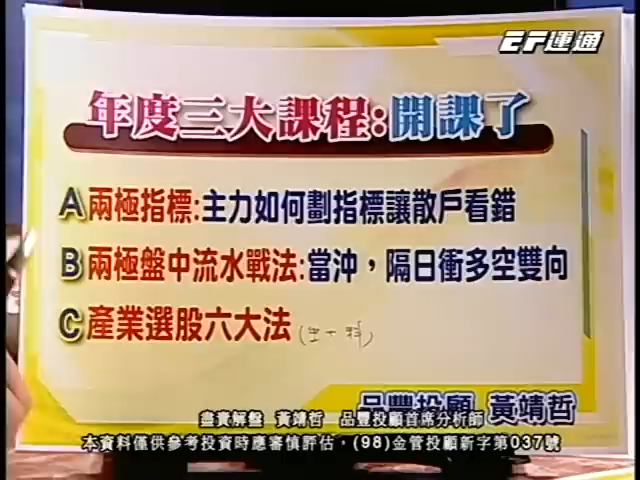 EF運通
年度三大課程:開課了
A兩極指標:主力如何劃指標讓散戶看錯
B兩極盤中流水戰法:當沖，隔日衝多空雙向
C產業選股六大法
品豐投顧 黃靖哲
盡責解盤 黃靖哲 品豐投顧首席分析師
本資料僅供參考投資時應審慎評估，(98)金管投顧新字第037號